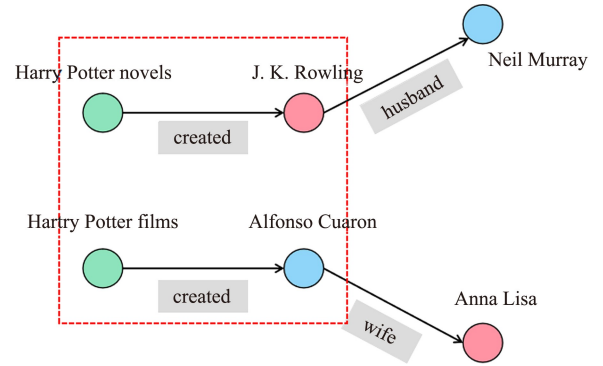 Harry Potter novels
J. K. Rowling
Neil Murray
husband
created
Hartry Potter films
Alfonso Cuaron
created
Anna Lisa
wife